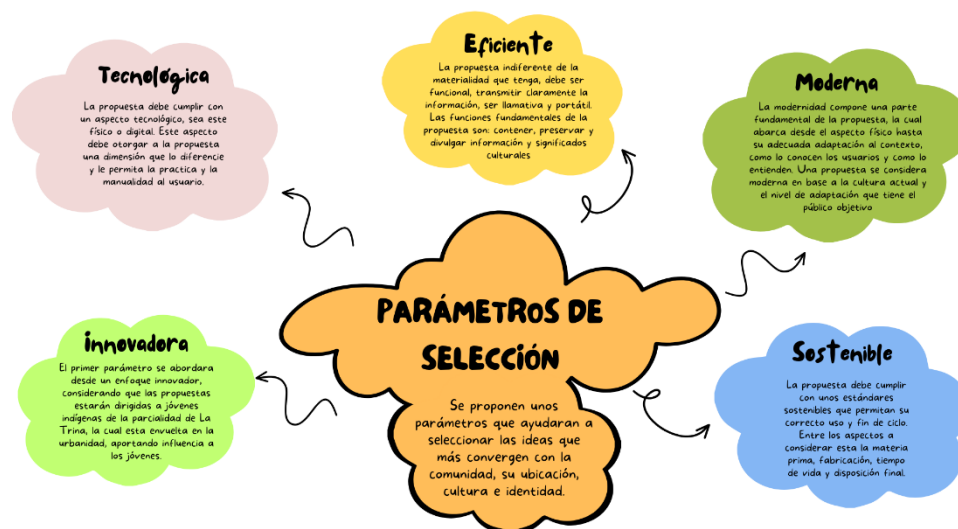 Tecnológica
La propuesta debe cumplir con
un aspecto tecnológico, sea este
físico o digital. Este aspecto
debe otorgar a la propuesta
una dimensión que lo diferencie
y le permita la practica y la
manualidad al usuario.
Eficiente
La propuesta indiferente de la
materialidad que tenga, debe ser
funcional, transmitir claramente la
información, ser llamativa y portátil.
Las funciones fundamentales de la
propuesta son: contener, preservar y
divulgar información y significados
culturales
Moderna
La modernidad compone una parte
fundamental de la propuesta, la cual
abarca desde el aspecto físico hasta
su adecuada adaptación al contexto,
como lo conocen los usuarios y como lo
entienden. Una propuesta se considera
moderna en base a la cultura actual y
el nivel de adaptación que tiene el
público objetivo
PARÁMETROS DE
SELECCIÓN
Se proponen unos
parámetros que ayudaran a
seleccionar las ideas que
más convergen con la
comunidad, su ubicación,
cultura e identidad.
innovadora
El primer parámetro se abordara
desde un enfoque innovador,
considerando que las propuestas
estarán dirigidas a jóvenes
indígenas de la parcialidad de La
Trina, la cual esta envuelta en la
urbanidad, aportando influencia a
los jóvenes.
Sostenible
La propuesta debe cumplir
con unos estándares
sostenibles que permitan su
correcto uso y fin de ciclo.
Entre los aspectos a
considerar esta la materia
prima, fabricación, tiempo
de vida y disposición final.